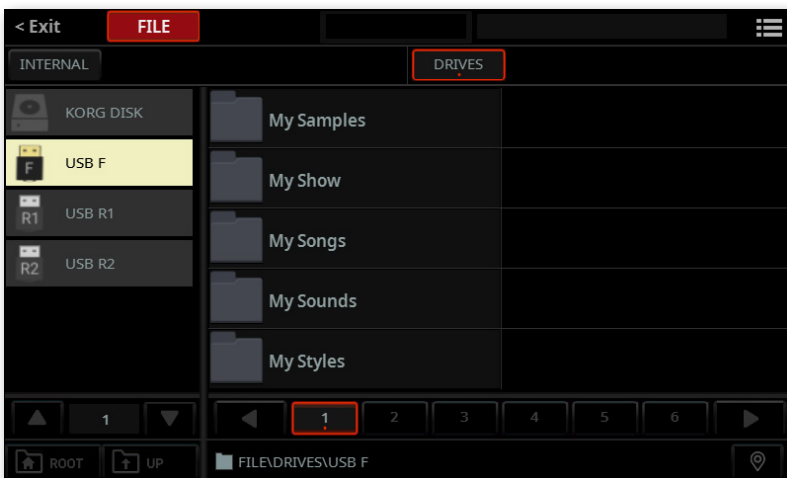 < Exit FILE
INTERNAL DRIVES
KORG DISK
F USB F
R1 USB R1
R2 USB R2
My Samples
My Show
My Songs
My Sounds
My Styles
1 1 2 3 4 5 6
ROOT UP FILE\DRIVES\USB F